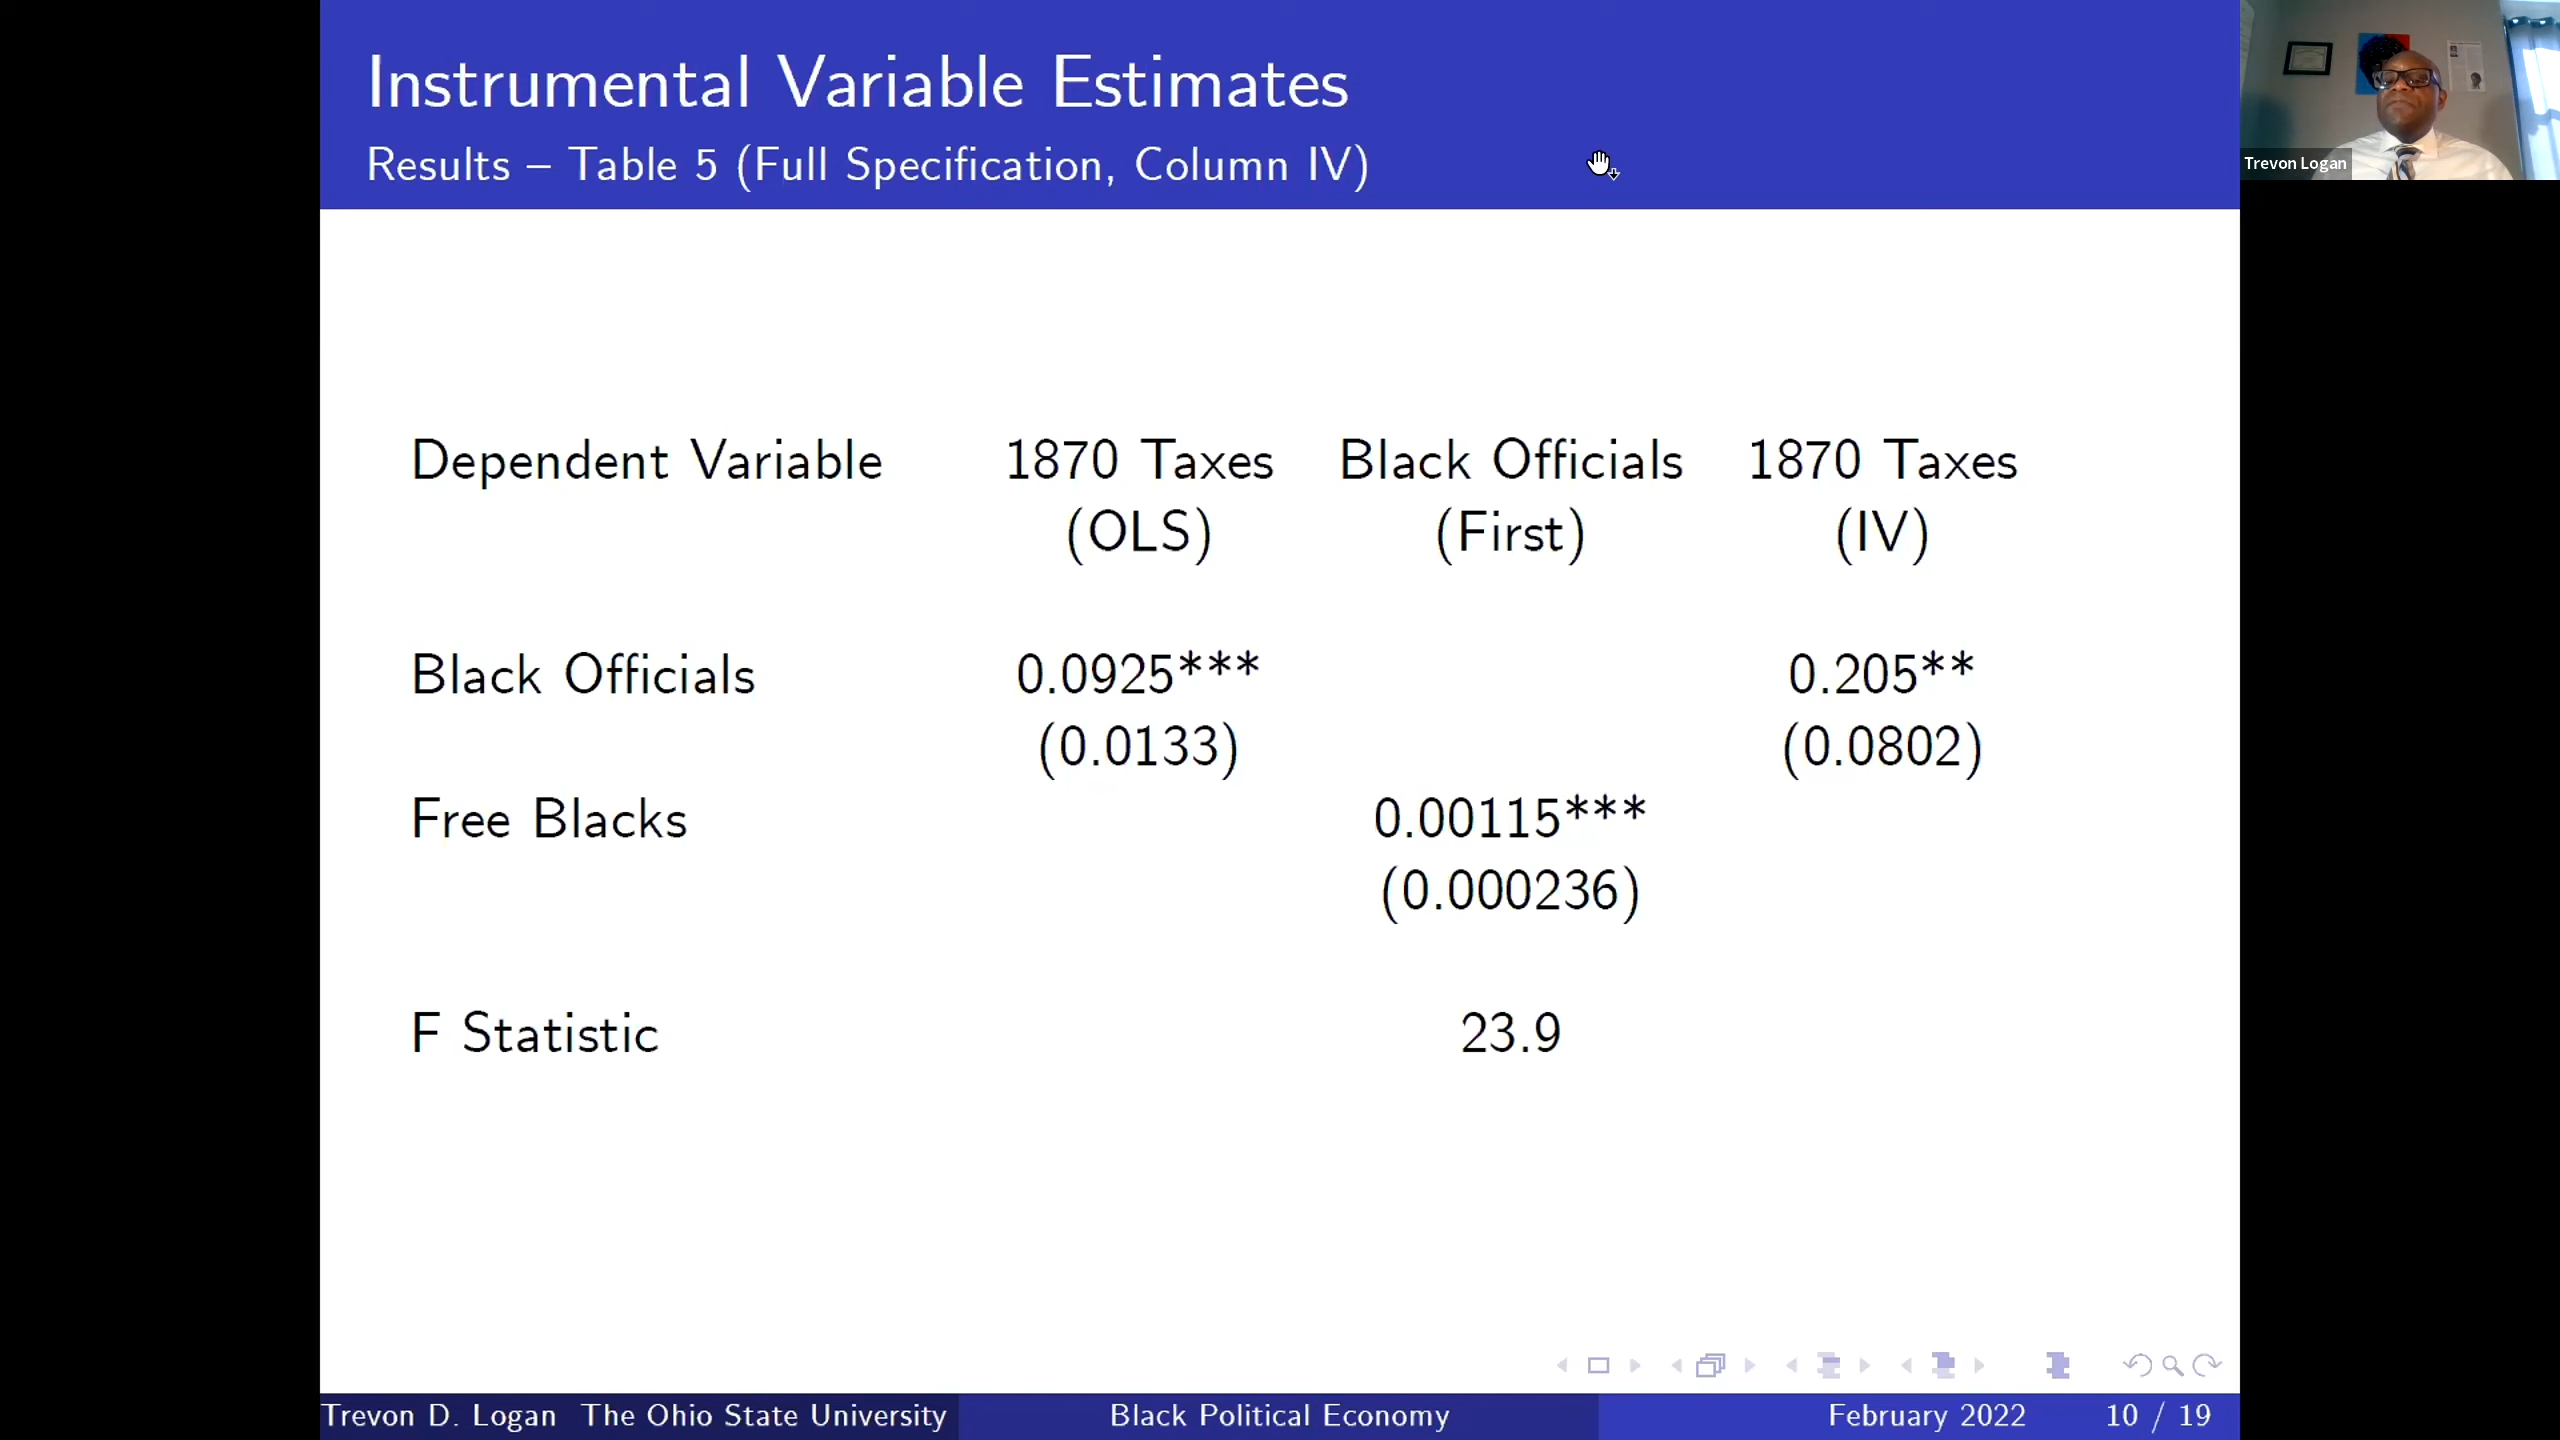 Instrumental Variable Estimates
Results – Table 5 (Full Specification, Column IV)
Trevon Logan
Dependent Variable 1870 Taxes Black Officials 1870 Taxes
(OLS) (First) (IV)
Black Officials 0.0925*** 0.205**
(0.0133) (0.0802)
Free Blacks 0.00115***
(0.000236)
F Statistic 23.9
Trevon D. Logan The Ohio State University Black Political Economy February 2022 10 / 19